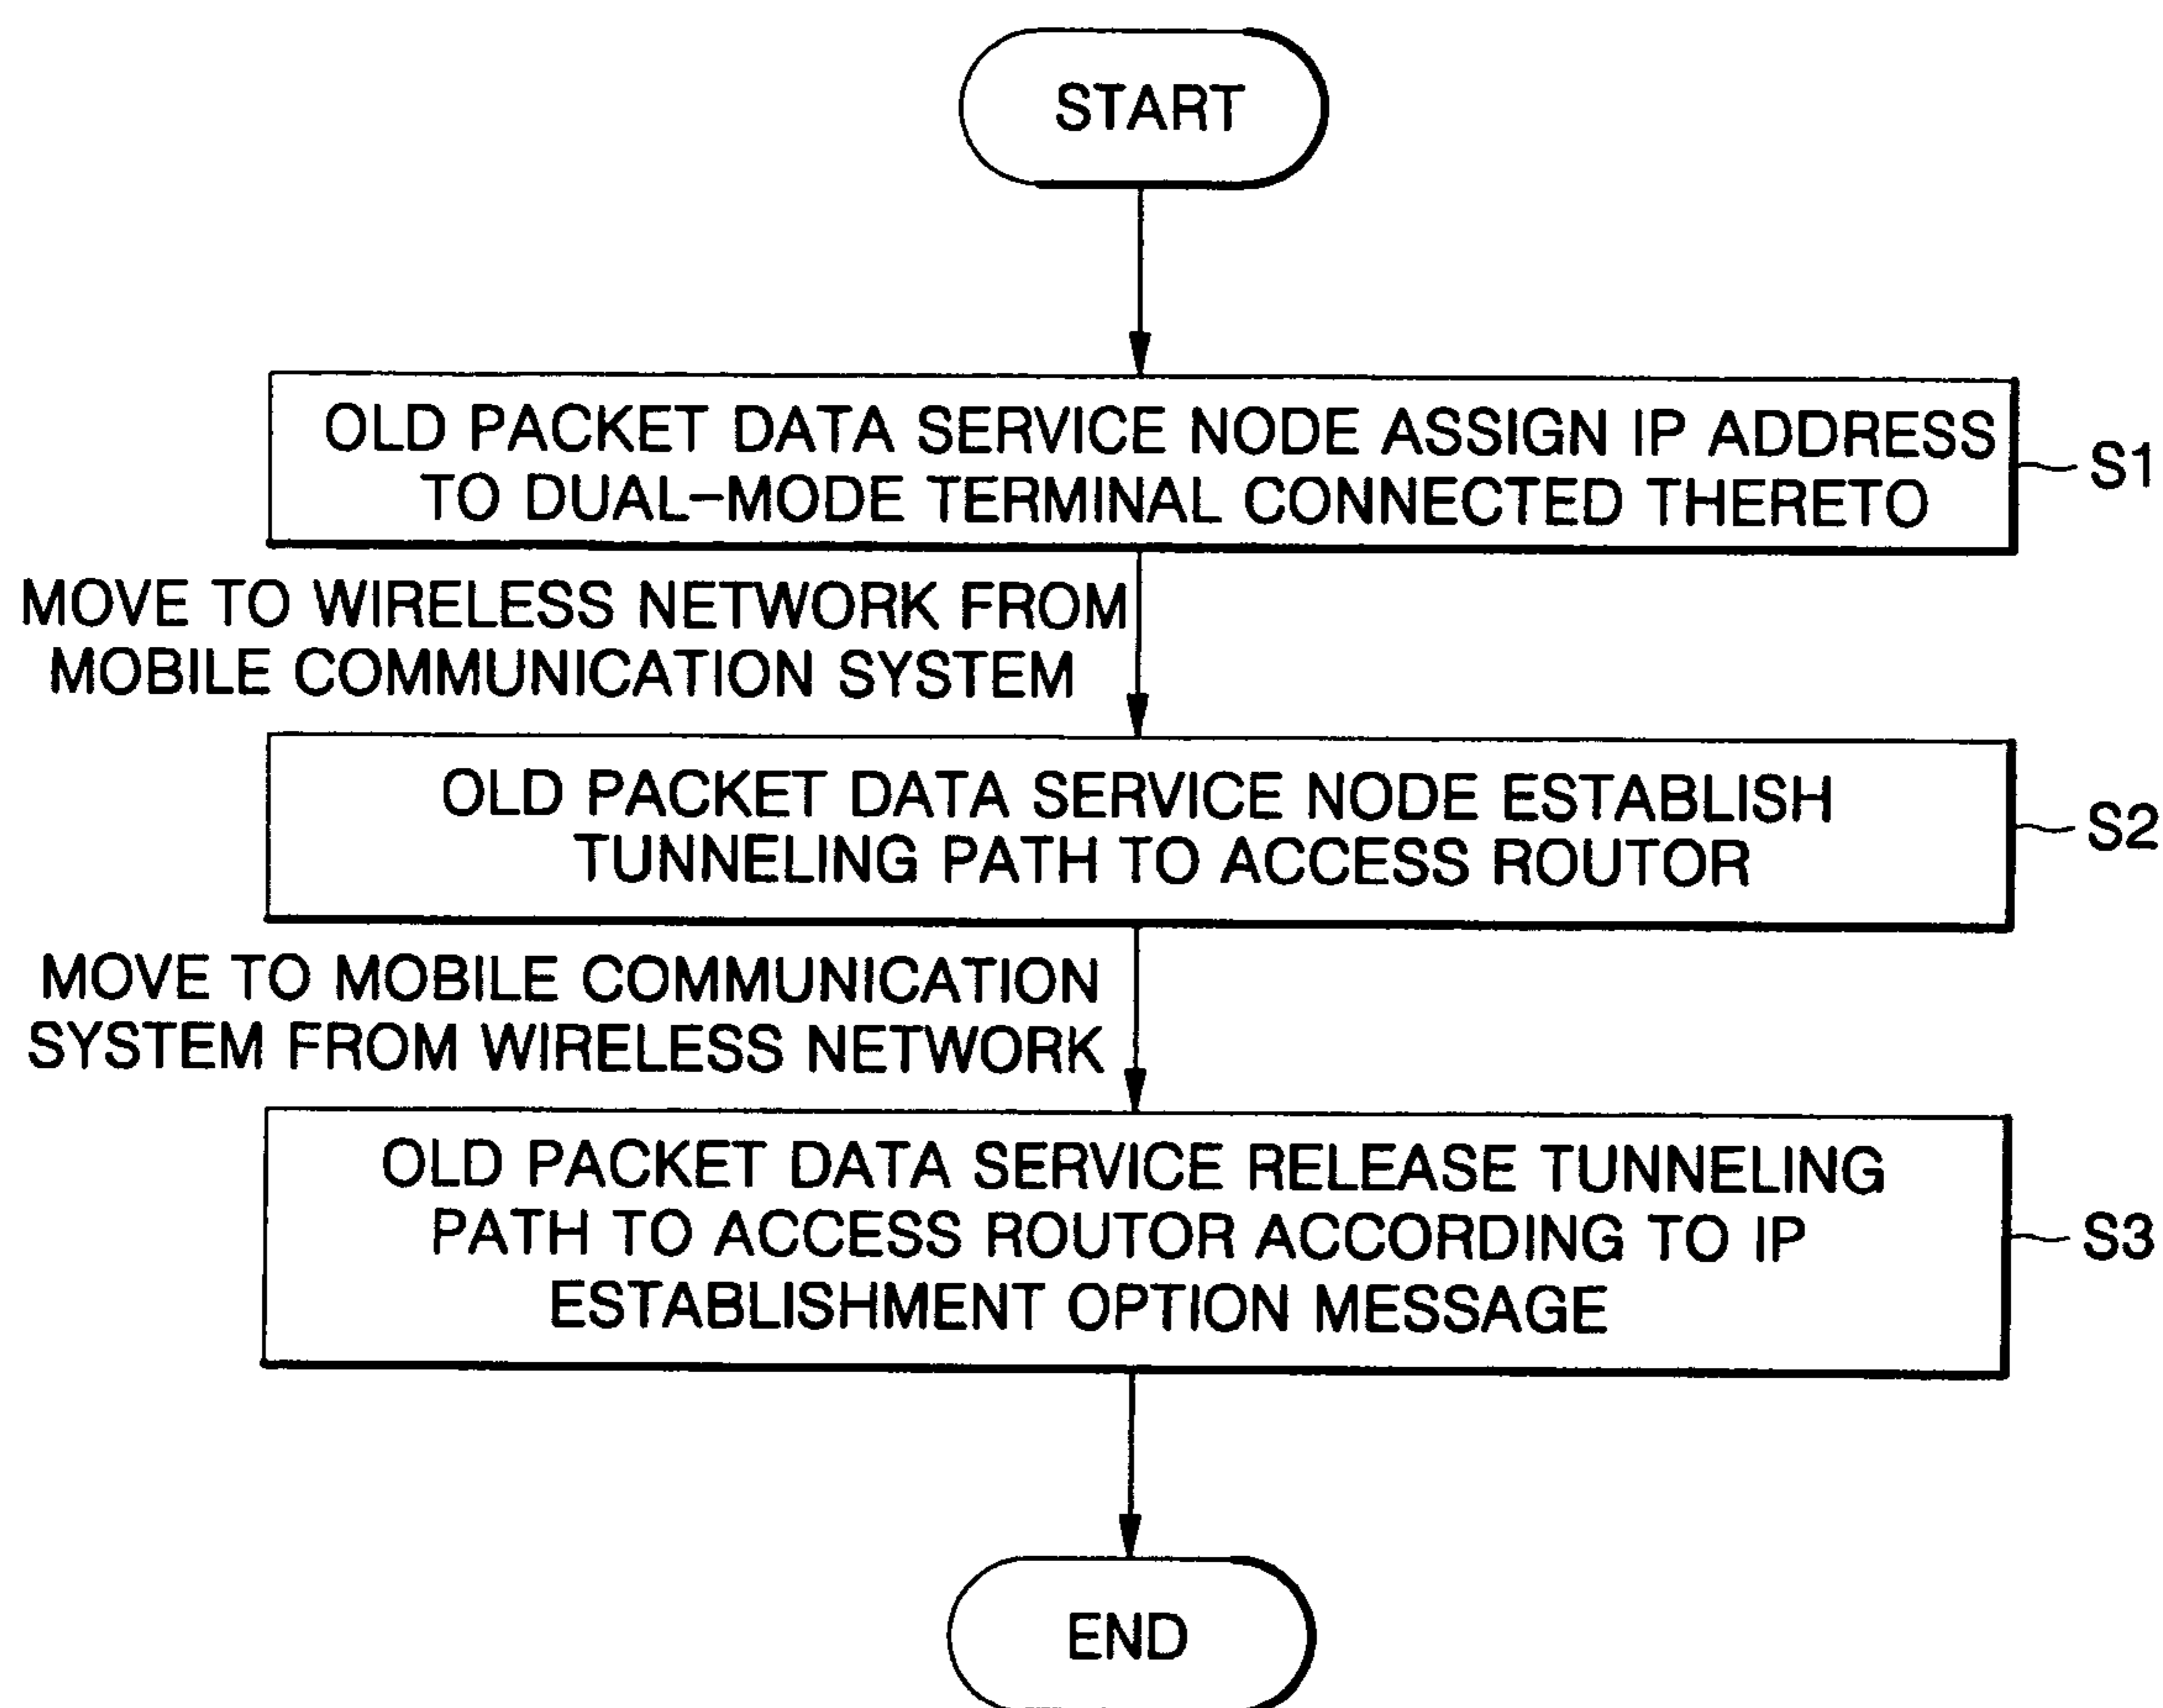 START
OLD PACKET DATA SERVICE NODE ASSIGN IP ADDRESS
TO DUAL-MODE TERMINAL CONNECTED THERETO
S1
MOVE TO WIRELESS NETWORK FROM
MOBILE COMMUNICATION SYSTEM
OLD PACKET DATA SERVICE NODE ESTABLISH
TUNNELING PATH TO ACCESS ROUTOR
S2
MOVE TO MOBILE COMMUNICATION
SYSTEM FROM WIRELESS NETWORK
OLD PACKET DATA SERVICE RELEASE TUNNELING
PATH TO ACCESS ROUTOR ACCORDING TO IP
ESTABLISHMENT OPTION MESSAGE
S3
END